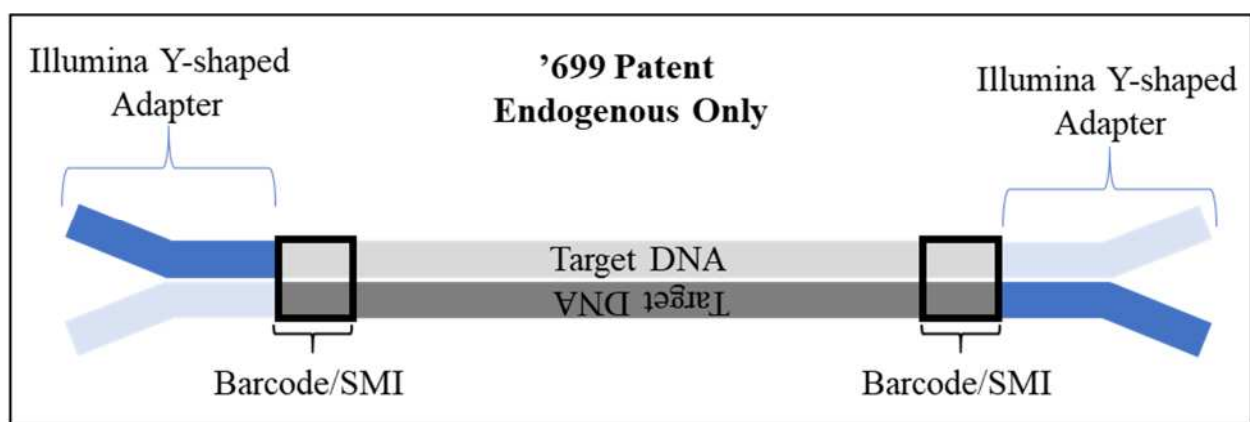 Illumina Y-shaped
Adapter
’699 Patent
Endogenous Only
Illumina Y-shaped
Adapter
Target DNA
Target DNA
Barcode/SMI
Barcode/SMI